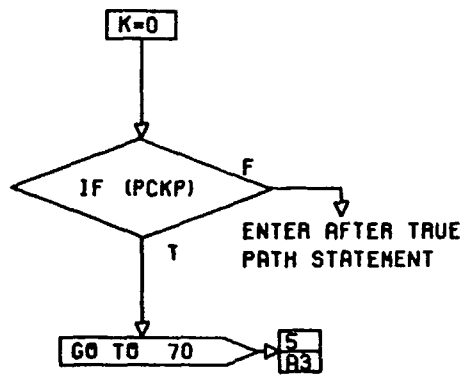 K=0
IF (PCKP)
F
ENTER AFTER TRUE
PATH STATEMENT
T
GO TO 70
5
A3